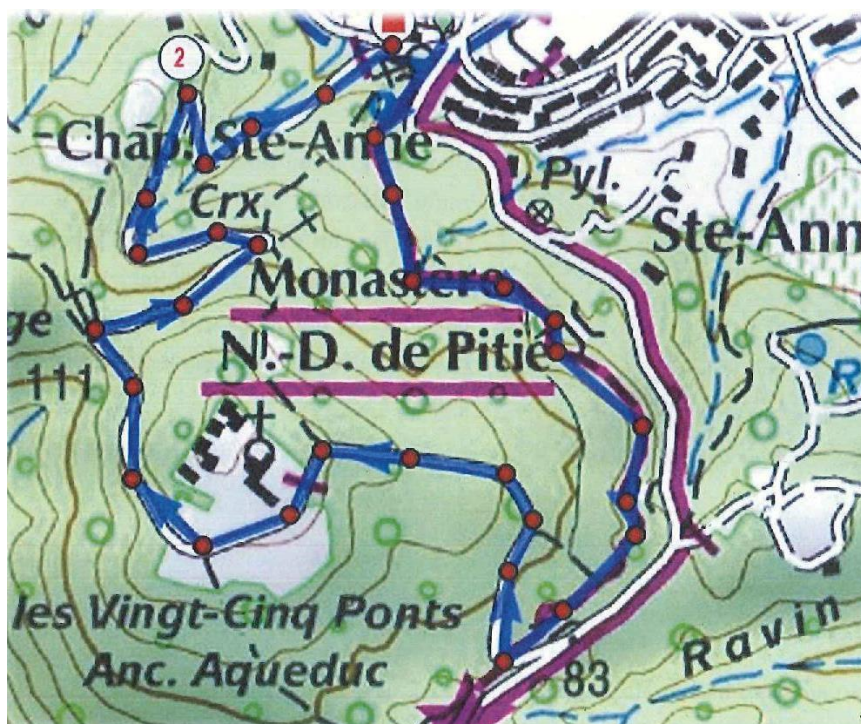 2
Chap. Ste-Anne
Crx
Pyl.
Ste-Ann
Monastère
ge
N.-D. de Pitié
111
R
les Vingt-Cinq Ponts
Anc. Aqueduc
83
Ravin